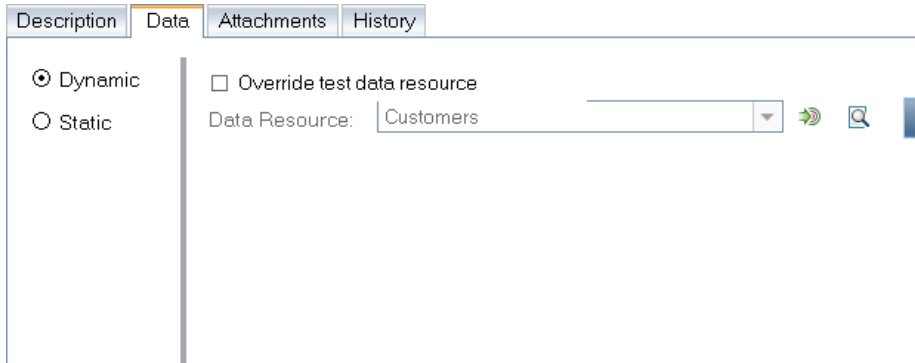 Description Data Attachments History
Dynamic
Override test data resource
Static
Data Resource: Customers